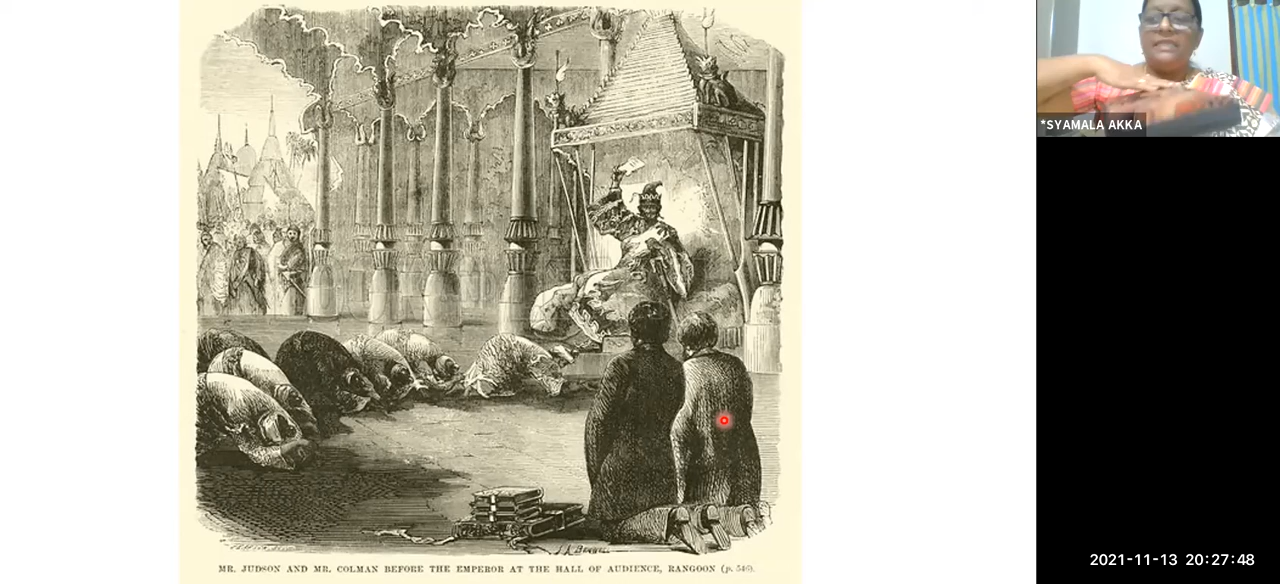 *SYAMALA AKKA
MR. JUDSON AND MR. COLMAN BEFORE THE EMPEROR AT THE HALL OF AUDIENCE, RANGOON (p. 546).
2021-11-13 20:27:48